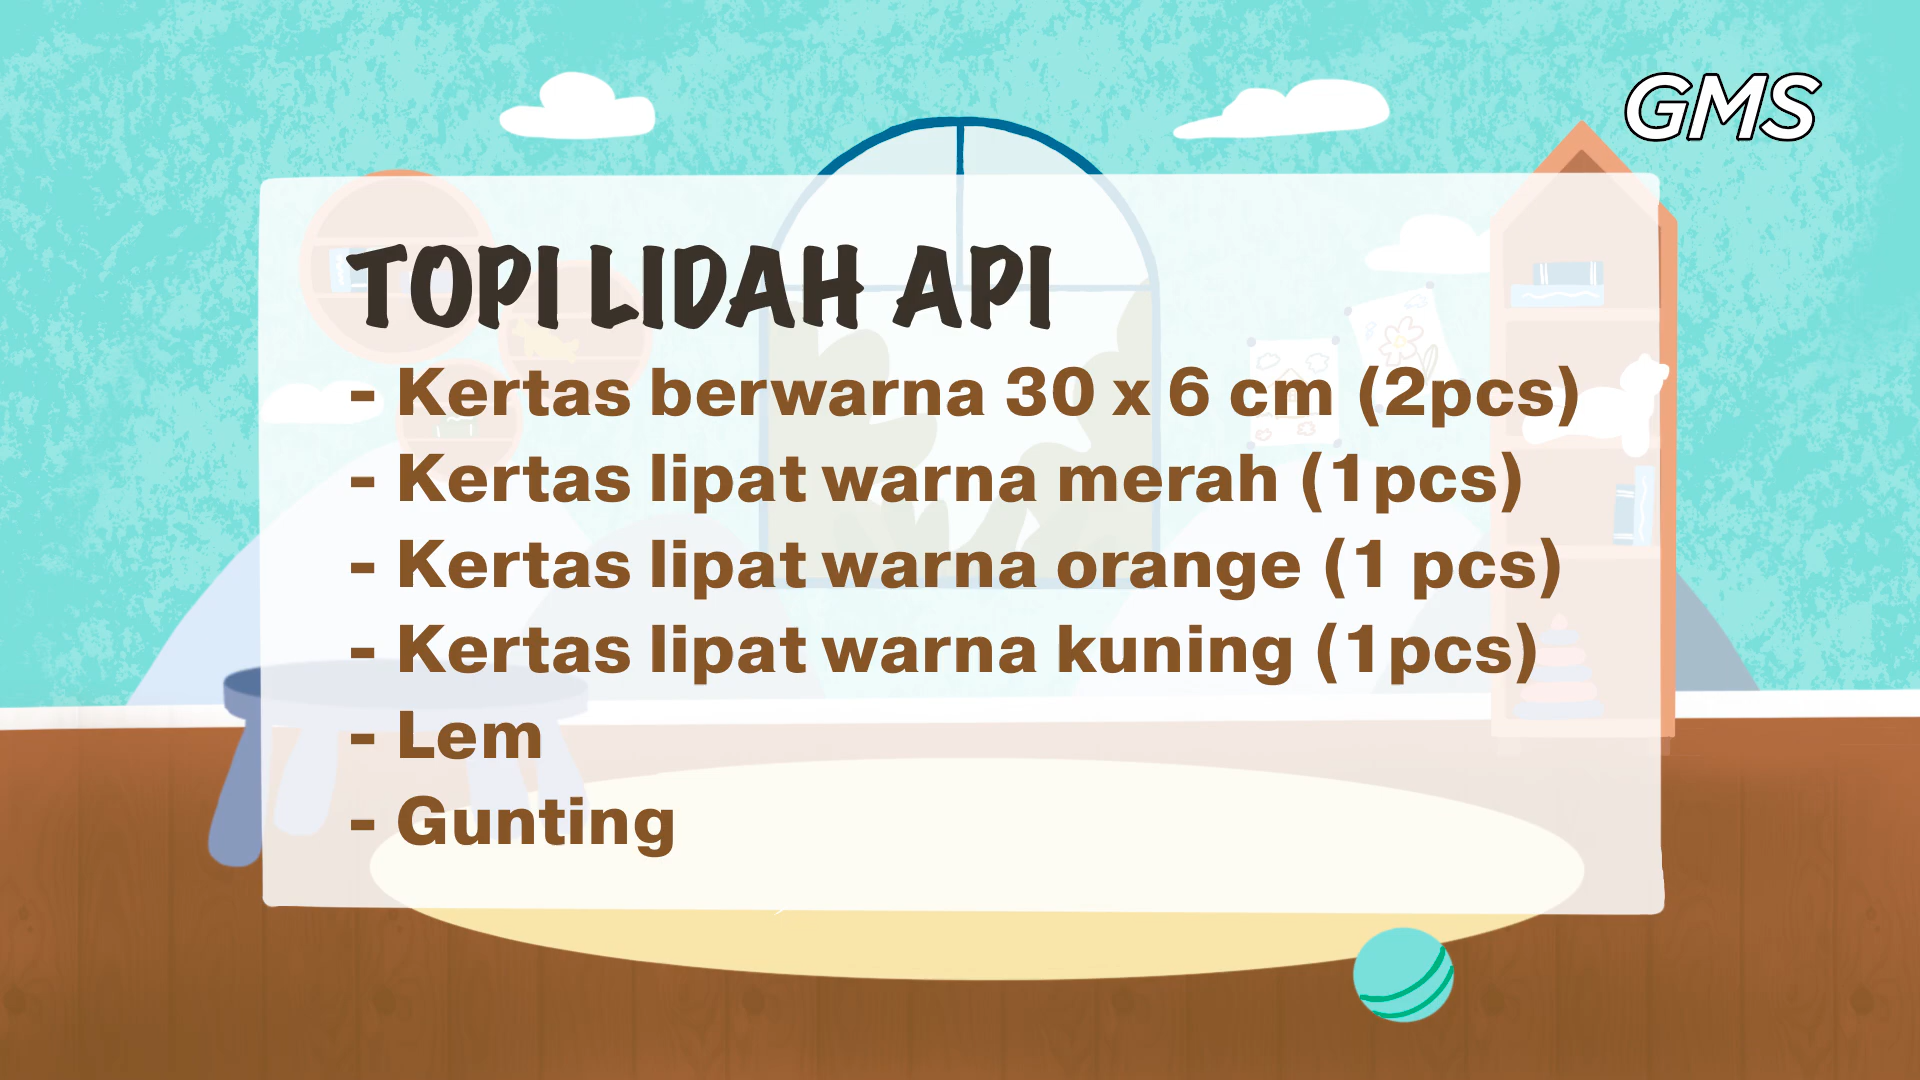 GMS
TOPI LIDAH API
- Kertas berwarna 30 x 6 cm (2pcs)
- Kertas lipat warna merah (1pcs)
- Kertas lipat warna orange (1 pcs)
- Kertas lipat warna kuning (1pcs)
- Lem
- Gunting